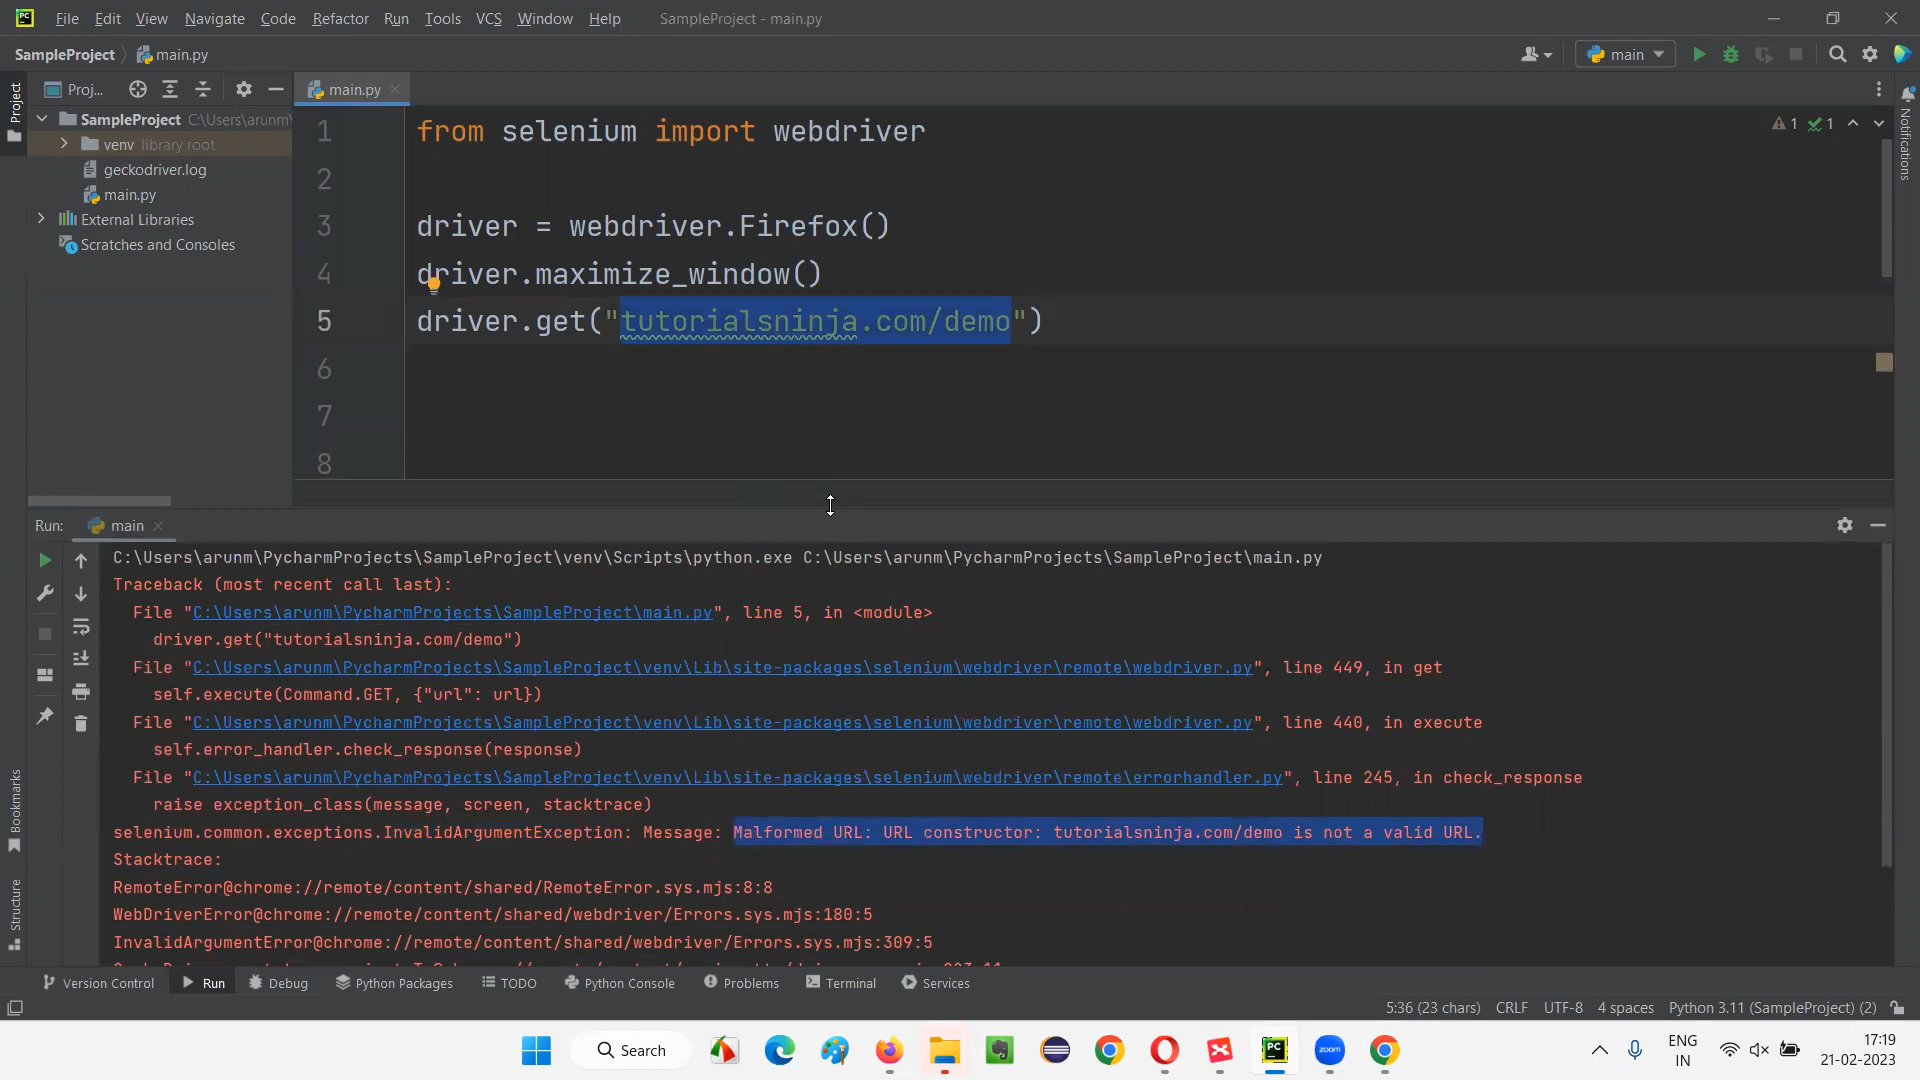 PC File Edit View Navigate Code Refactor Run Tools VCS Window Help SampleProject - main.py
SampleProject main.py
main
Proj... main.py
SampleProject C:\Users\arunm\
venv library root
geckodriver.log
main.py
External Libraries
Scratches and Consoles
Project
Bookmarks
Structure
Notifications
1 from selenium import webdriver
2
3 driver = webdriver.Firefox()
4 driver.maximize_window()
5 driver.get("tutorialsninja.com/demo")
6
7
8
1 1
Run: main
C:\Users\arunm\PycharmProjects\SampleProject\venv\Scripts\python.exe C:\Users\arunm\PycharmProjects\SampleProject\main.py
Traceback (most recent call last):
File "C:\Users\arunm\PycharmProjects\SampleProject\main.py", line 5, in <module>
driver.get("tutorialsninja.com/demo")
File "C:\Users\arunm\PycharmProjects\SampleProject\venv\Lib\site-packages\selenium\webdriver\remote\webdriver.py", line 449, in get
self.execute(Command.GET, {"url": url})
File "C:\Users\arunm\PycharmProjects\SampleProject\venv\Lib\site-packages\selenium\webdriver\remote\webdriver.py", line 440, in execute
self.error_handler.check_response(response)
File "C:\Users\arunm\PycharmProjects\SampleProject\venv\Lib\site-packages\selenium\webdriver\remote\errorhandler.py", line 245, in check_response
raise exception_class(message, screen, stacktrace)
selenium.common.exceptions.InvalidArgumentException: Message: Malformed URL: URL constructor: tutorialsninja.com/demo is not a valid URL.
Stacktrace:
RemoteError@chrome://remote/content/shared/RemoteError.sys.mjs:8:8
WebDriverError@chrome://remote/content/shared/webdriver/Errors.sys.mjs:180:5
InvalidArgumentError@chrome://remote/content/shared/webdriver/Errors.sys.mjs:309:5
Version Control Run Debug Python Packages TODO Python Console Problems Terminal Services
5:36 (23 chars) CRLF UTF-8 4 spaces Python 3.11 (SampleProject) (2)
Search
PC
zoom
ENG
IN
17:19
21-02-2023